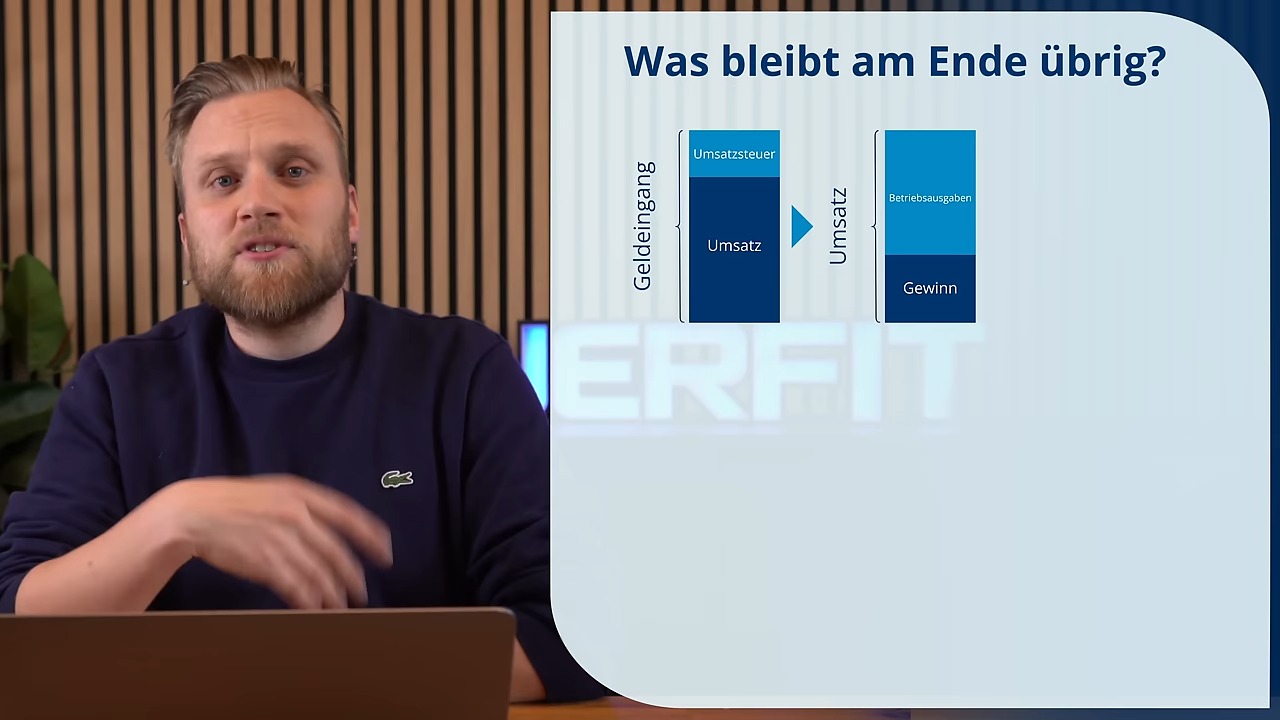 Was bleibt am Ende übrig?
Geldeingang
Umsatzsteuer
Umsatz
Umsatz
Betriebsausgaben
Gewinn
ERFIT